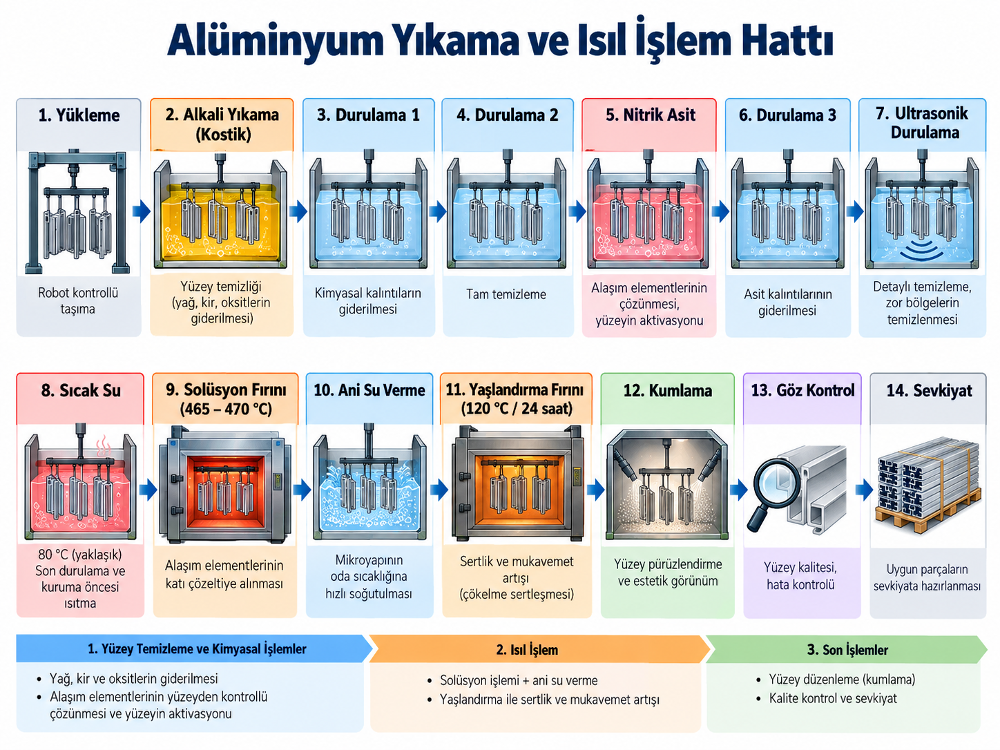 Alüminyum Yıkama ve Isıl İşlem Hattı
1. Yükleme
Robot kontrollü
taşıma
2. Alkali Yıkama
(Kostik)
Yüzey temizliği
(yağ, kir, oksitlerin
giderilmesi)
3. Durulama 1
Kimyasal kalıntıların
giderilmesi
4. Durulama 2
Tam temizleme
5. Nitrik Asit
Alaşım elementlerinin
çözünmesi,
yüzeyin aktivasyonu
6. Durulama 3
Asit kalıntılarının
giderilmesi
7. Ultrasonik
Durulama
Detaylı temizleme,
zor bölgelerin
temizlenmesi
8. Sıcak Su
80 °C (yaklaşık)
Son durulama ve
kuruma öncesi
ısıtma
9. Solüsyon Fırını
(465 – 470 °C)
Alaşım elementlerinin
katı çözeltiye alınması
10. Ani Su Verme
Mikroyapının
oda sıcaklığına
hızlı soğutulması
11. Yaşlandırma Fırını
(120 °C / 24 saat)
Sertlik ve mukavemet
artışı
(çökelme sertleşmesi)
12. Kumlama
Yüzey pürüzlendirme
ve estetik görünüm
13. Göz Kontrol
Yüzey kalitesi,
hata kontrolü
14. Sevkiyat
Uygun parçaların
sevkiyata hazırlanması
1. Yüzey Temizleme ve Kimyasal İşlemler
• Yağ, kir ve oksitlerin giderilmesi
• Alaşım elementlerinin yüzeyden kontrollü
çözünmesi ve yüzeyin aktivasyonu
2. Isıl İşlem
• Solüsyon işlemi + ani su verme
• Yaşlandırma ile sertlik ve mukavemet artışı
3. Son İşlemler
• Yüzey düzenleme (kumlama)
• Kalite kontrol ve sevkiyat